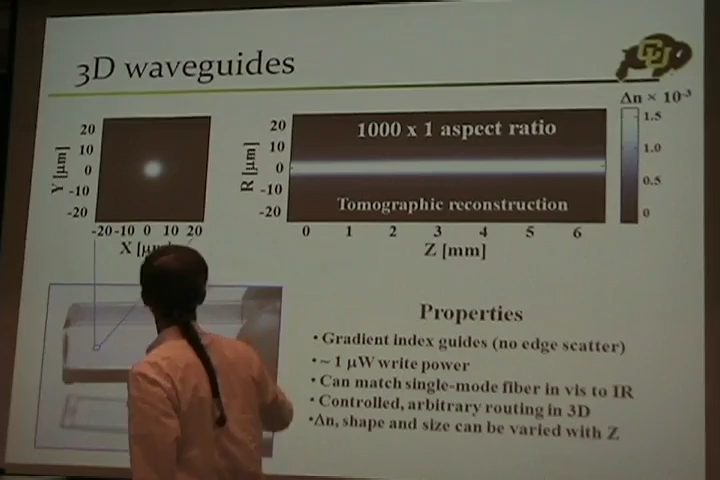 3D waveguides
CU
Δn × 10⁻³
1.5
1.0
0.5
0
20
10
0
-10
-20
Y [μm]
-20 -10 0 10 20
X [μm
20
10
0
-10
-20
R [μm]
1000 x 1 aspect ratio
Tomographic reconstruction
0 1 2 3 4 5 6
Z [mm]
Properties
• Gradient index guides (no edge scatter)
• ~ 1 μW write power
• Can match single-mode fiber in vis to IR
• Controlled, arbitrary routing in 3D
• Δn, shape and size can be varied with Z